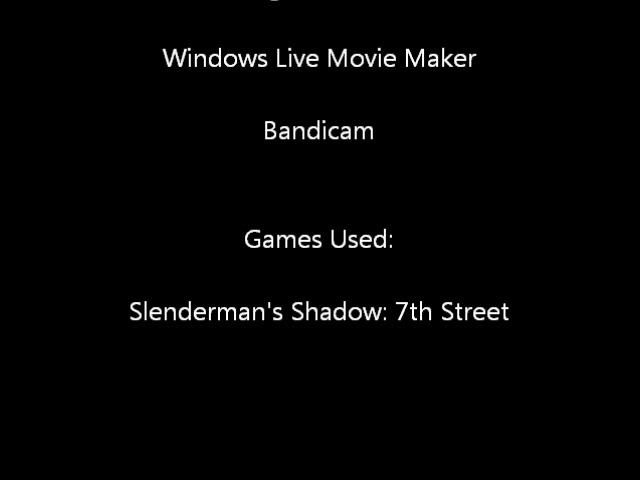 Windows Live Movie Maker
Bandicam
Games Used:
Slenderman's Shadow: 7th Street